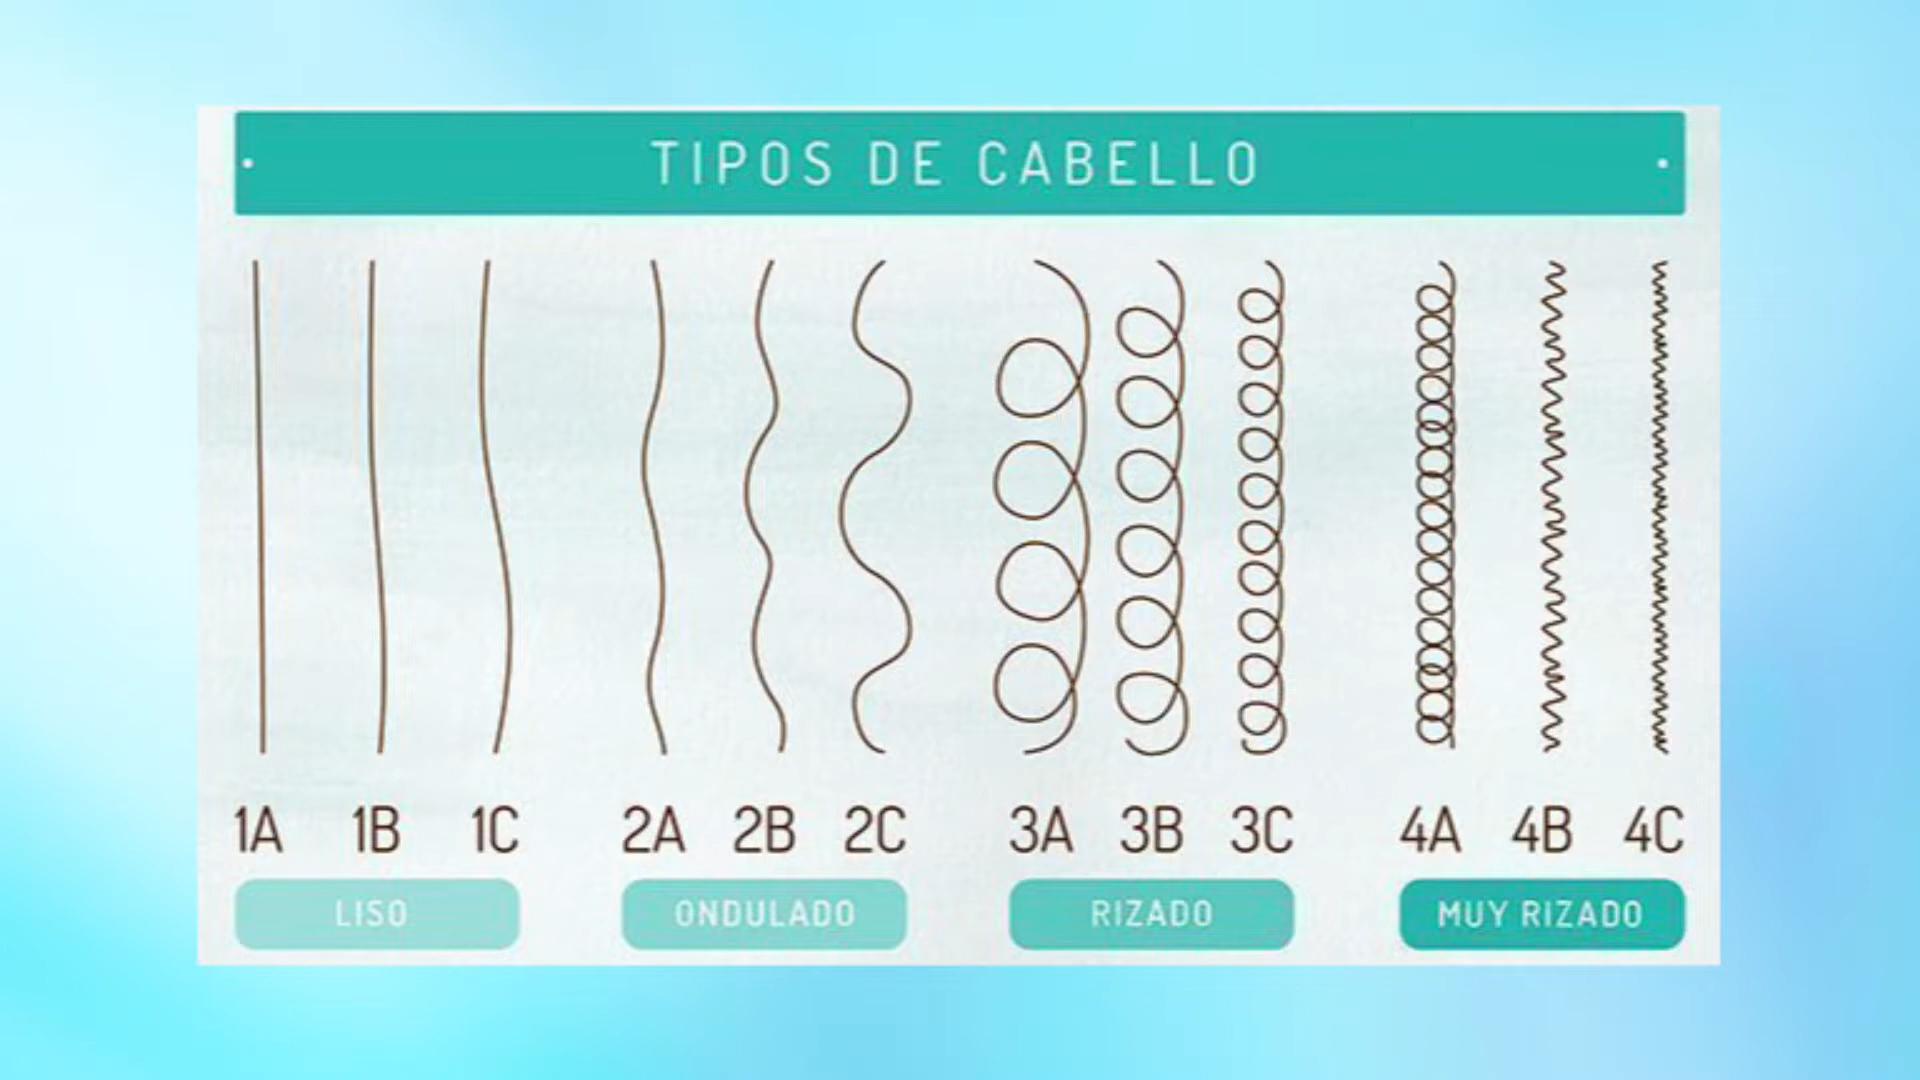 TIPOS DE CABELLO
1A 1B 1C 2A 2B 2C 3A 3B 3C 4A 4B 4C
LISO ONDULADO RIZADO MUY RIZADO